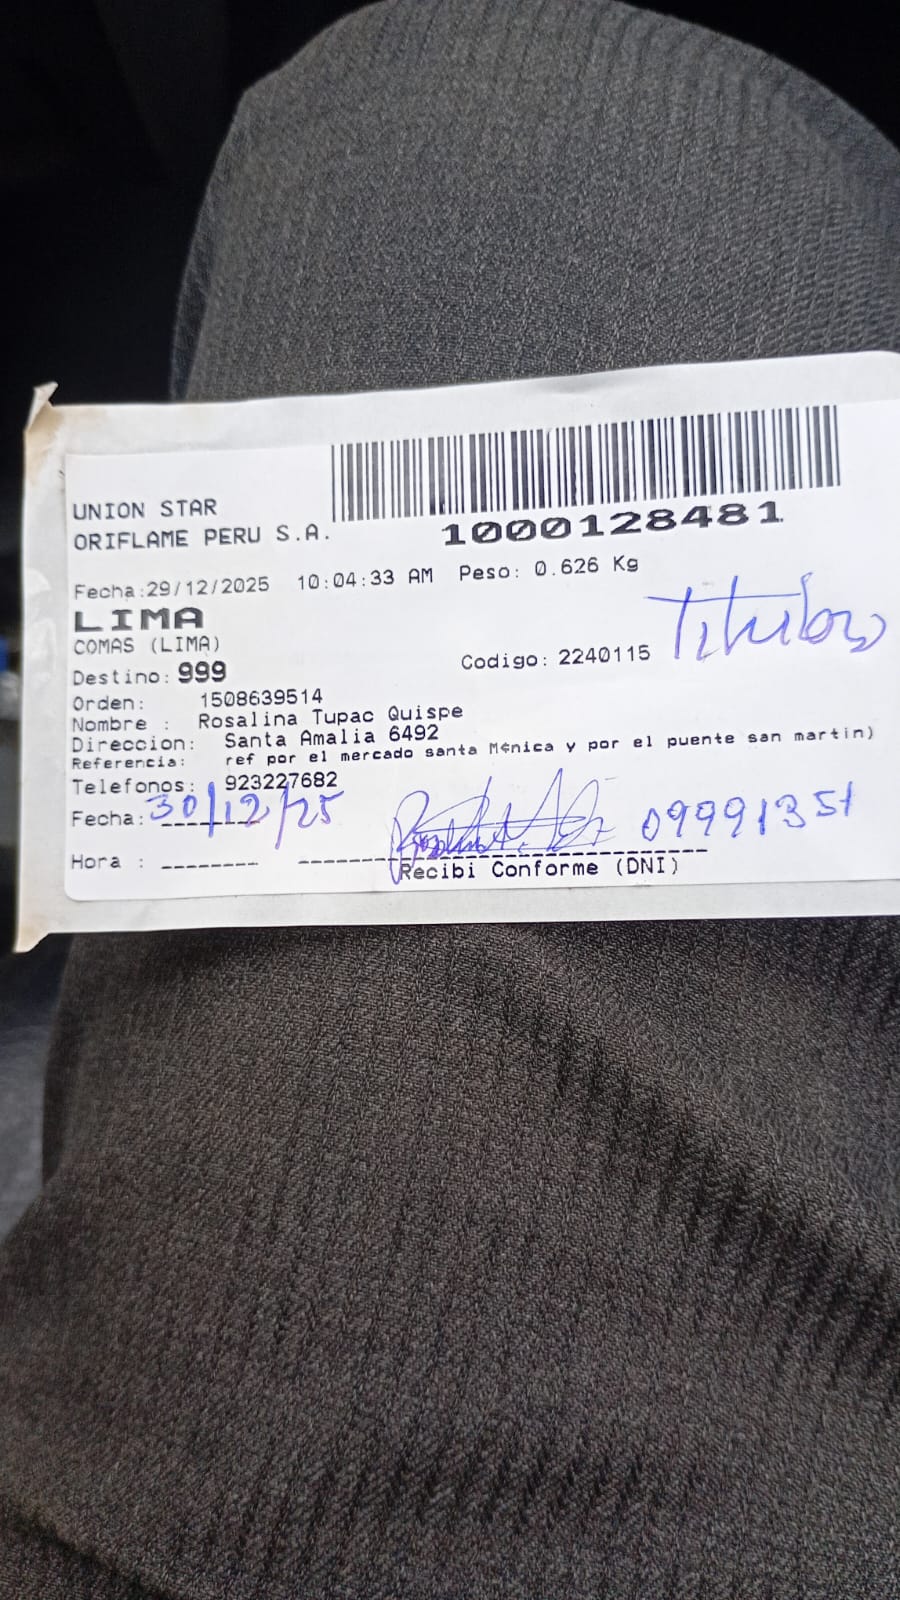 UNION STAR
ORIFLAME PERU S.A.
1000128481
Fecha:29/12/2025 10:04:33 AM Peso: 0.626 Kg
LIMA
COMAS (LIMA)
Destino: 999 Codigo: 2240115
Titular
Orden: 1508639514
Nombre : Rosalina Tupac Quispe
Direccion: Santa Amalia 6492
Referencia: ref por el mercado santa M¢nica y por el puente san martin)
Telefonos: 923227682
Fecha: 30/12/25 09991351
Hora :
Recibi Conforme (DNI)